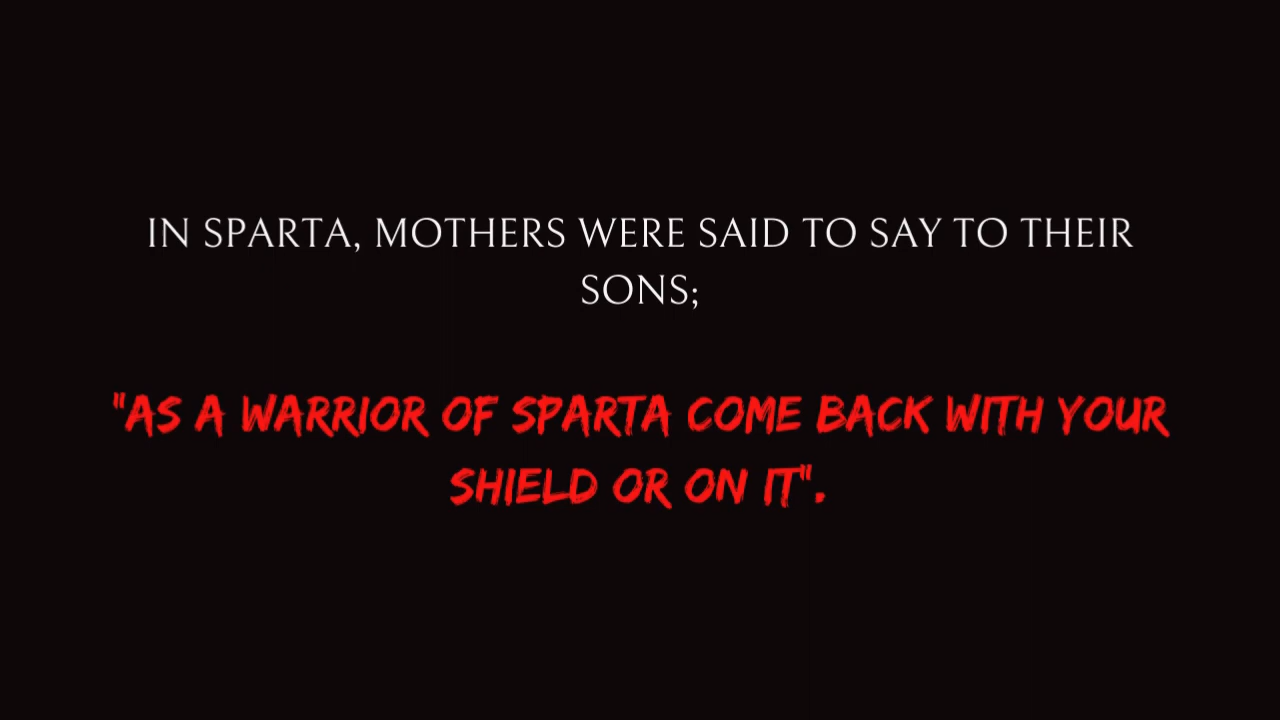 IN SPARTA, MOTHERS WERE SAID TO SAY TO THEIR
SONS;
"AS A WARRIOR OF SPARTA COME BACK WITH YOUR
SHIELD OR ON IT".